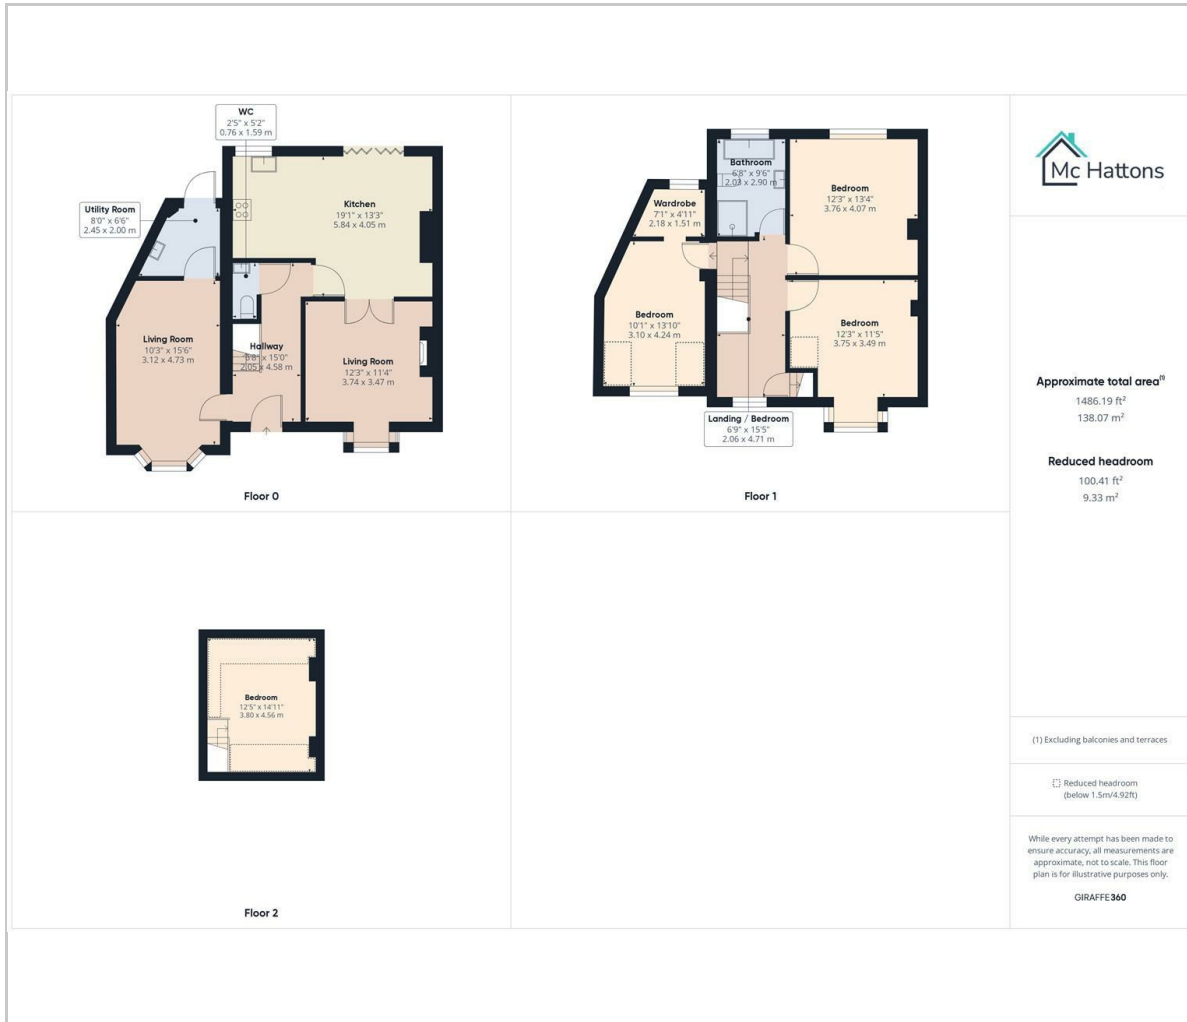 WC
2'5" x 5'2"
0.76 x 1.59 m
Utility Room
8'0" x 6'6"
2.45 x 2.00 m
Kitchen
19'1" x 13'3"
5.84 x 4.05 m
Living Room
10'3" x 15'6"
3.12 x 4.73 m
Hallway
x 15'0"
2.05 x 4.58 m
Living Room
12'3" x 11'4"
3.74 x 3.47 m
Floor 0
Bathroom
6'8" x 9'6"
2.03 x 2.90 m
Wardrobe
7'1" x 4'11"
2.18 x 1.51 m
Bedroom
12'3" x 13'4"
3.76 x 4.07 m
Bedroom
10'1" x 13'10"
3.10 x 4.24 m
Bedroom
12'3" x 11'5"
3.75 x 3.49 m
Landing / Bedroom
6'9" x 15'5"
2.06 x 4.71 m
Floor 1
Bedroom
12'5" x 14'11"
3.80 x 4.56 m
Floor 2
Mc Hattons
Approximate total area(1)
1486.19 ft²
138.07 m²
Reduced headroom
100.41 ft²
9.33 m²
(1) Excluding balconies and terraces
Reduced headroom
(below 1.5m/4.92ft)
While every attempt has been made to
ensure accuracy, all measurements are
approximate, not to scale. This floor
plan is for illustrative purposes only.
GIRAFFE360